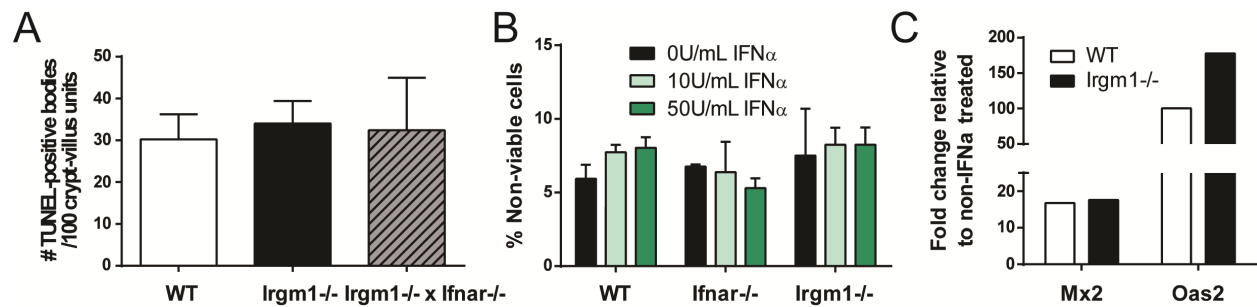 A
#TUNEL-positive bodies
/100 crypt-villus units
50
40
30
20
10
0
WT
Irgm1-/-
Irgm1-/- x Ifnar-/-
B
% Non-viable cells
15
10
5
0
0U/mL IFNα
10U/mL IFNα
50U/mL IFNα
WT
Ifnar-/-
Irgm1-/-
C
Fold change relative
to non-IFNa treated
200
150
100
50
20
10
0
WT
Irgm1-/-
Mx2
Oas2